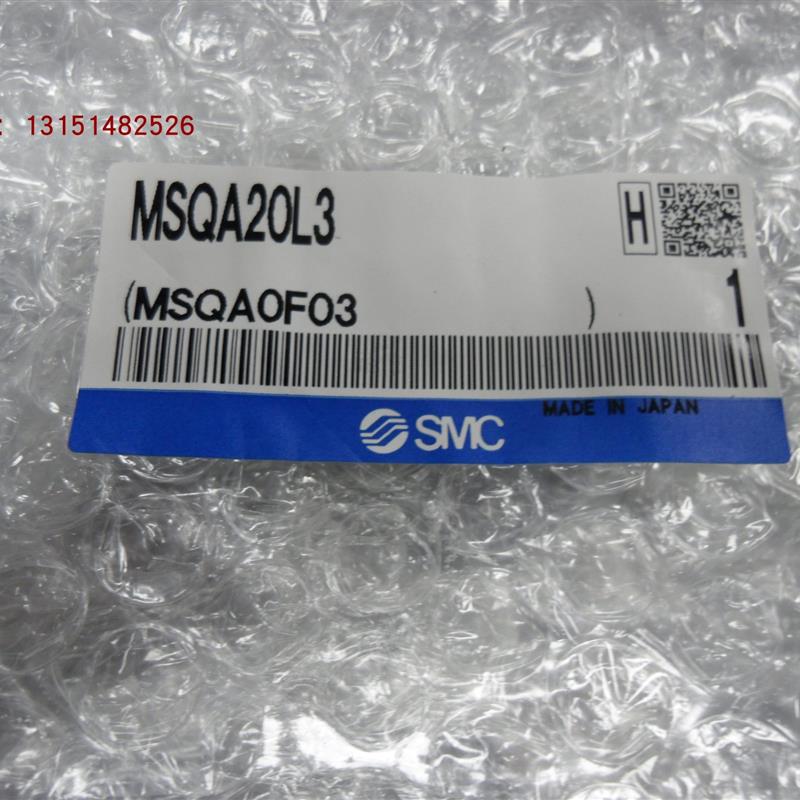 : 13151482526
MSQA20L3
H
(MSQA0F03 )
1
MADE IN JAPAN
SMC